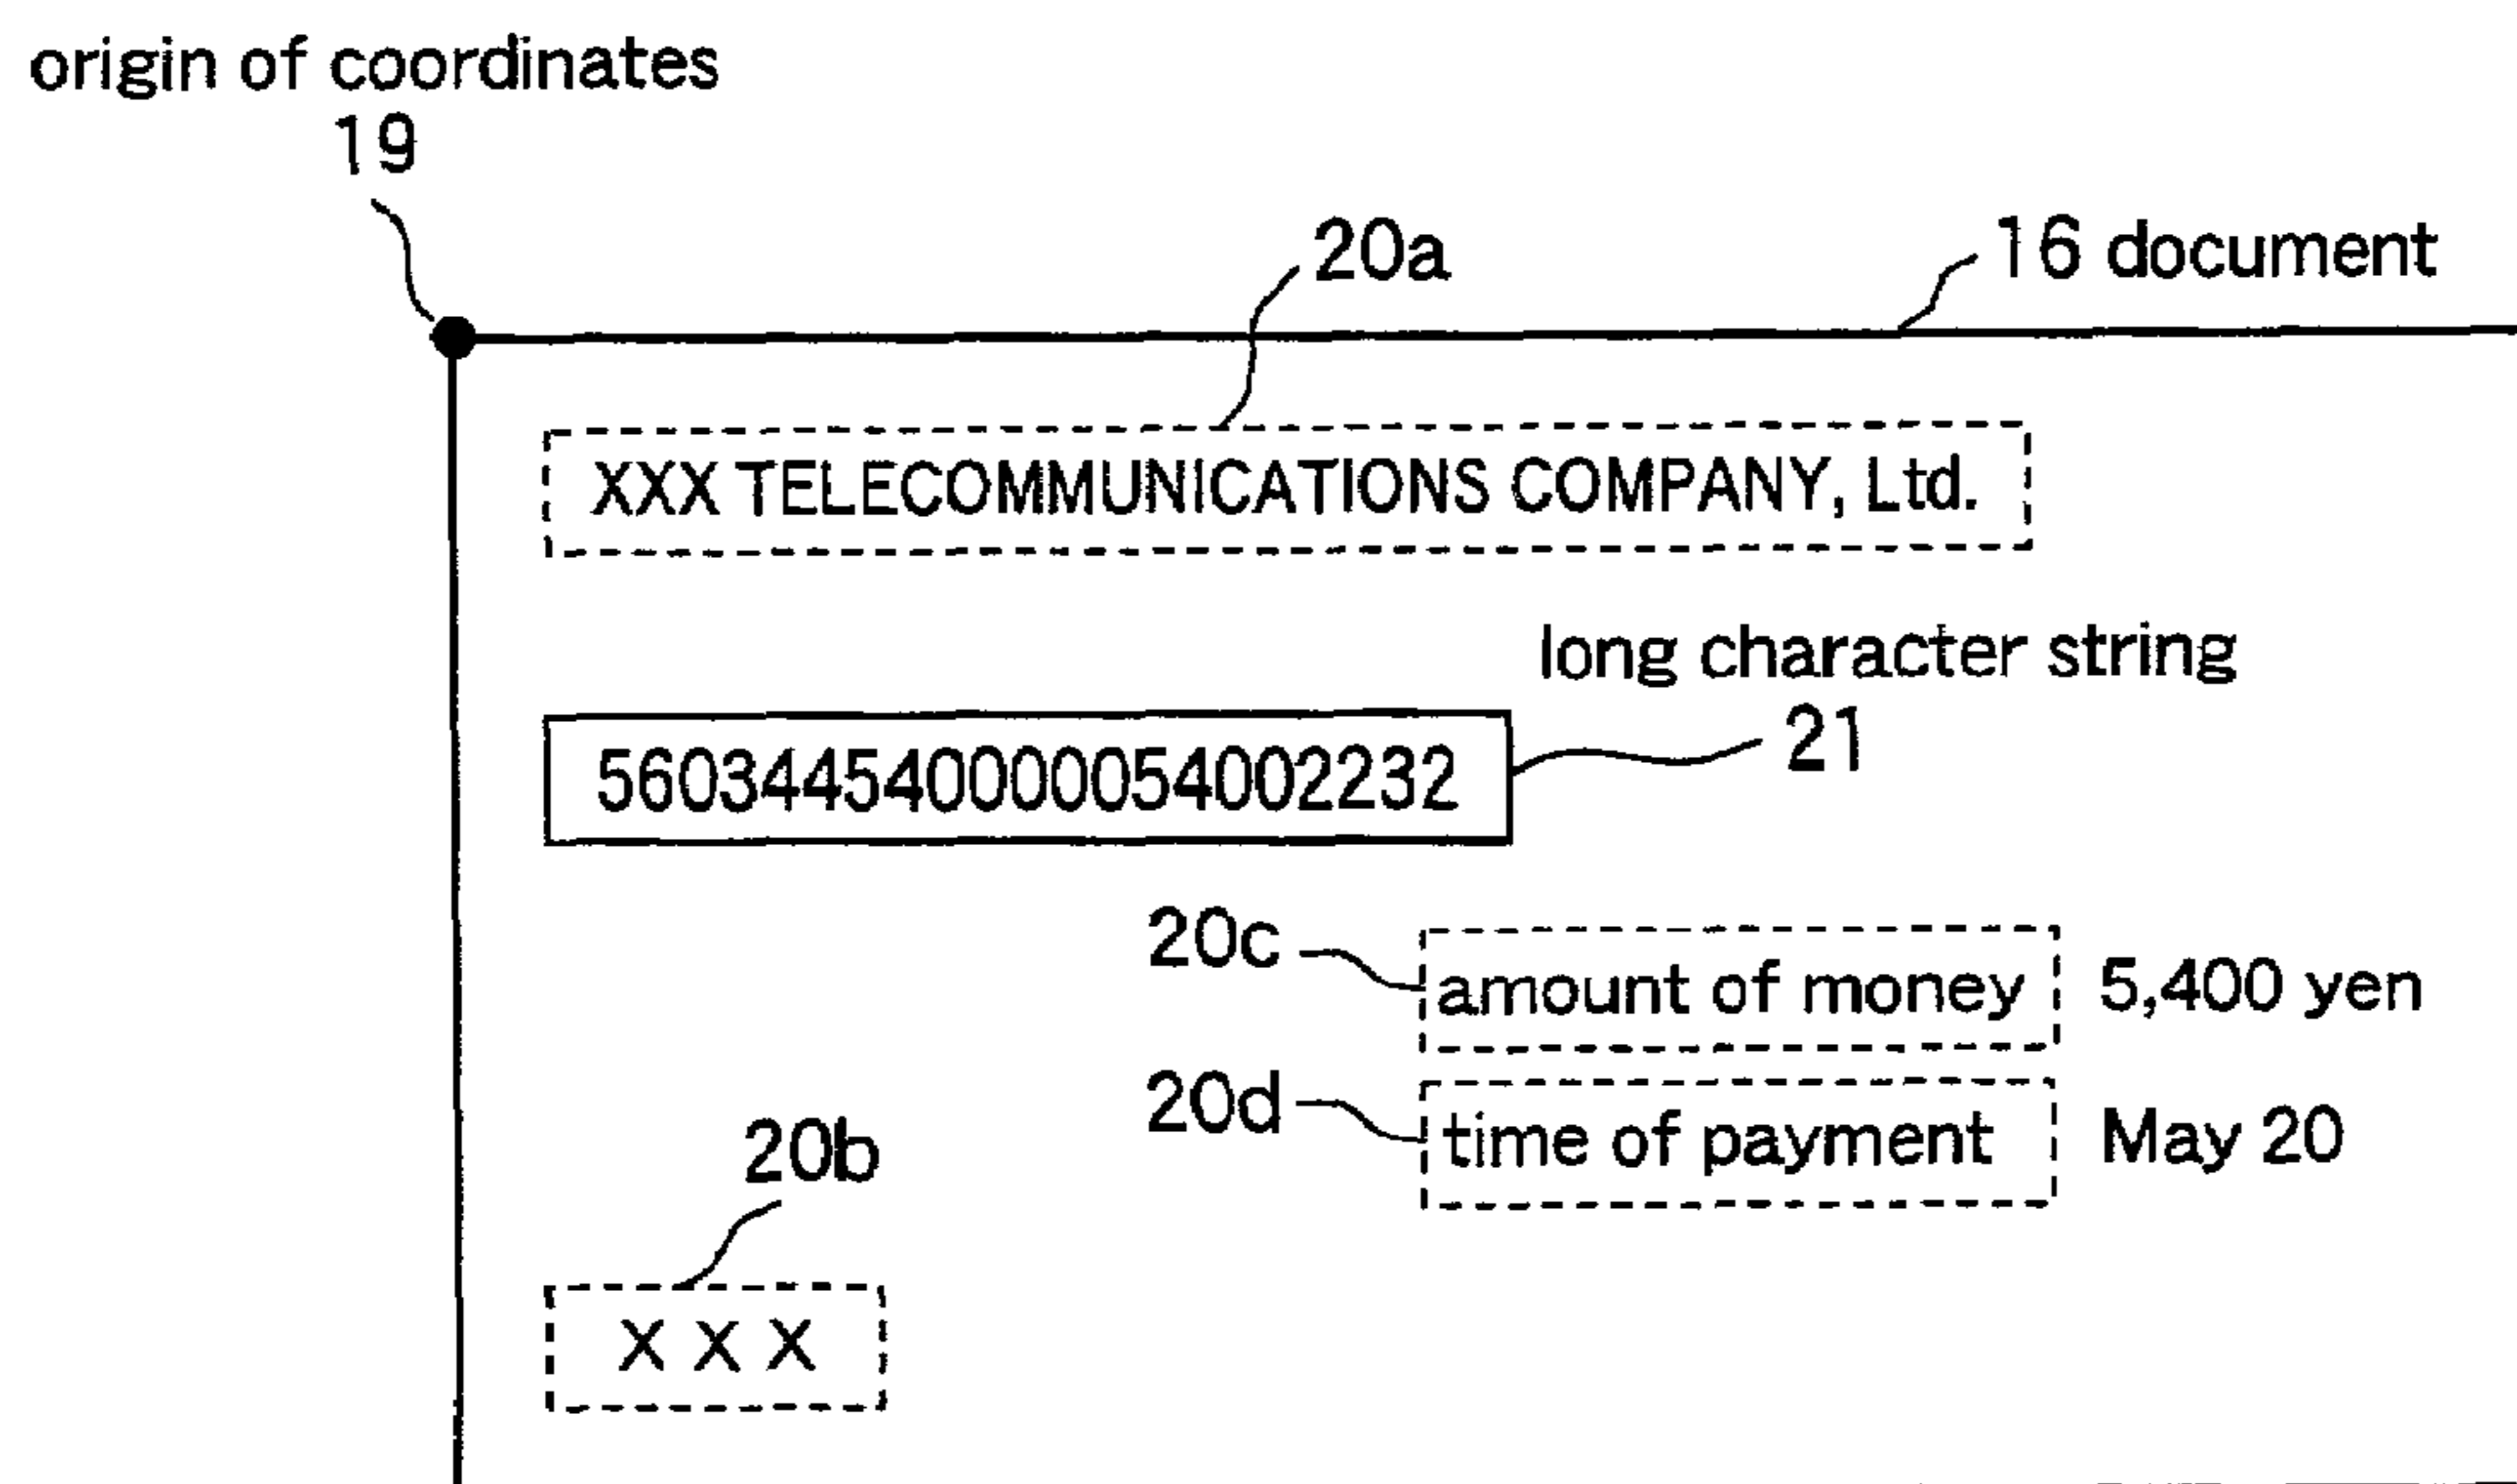 origin of coordinates
19
20a
16 document
XXX TELECOMMUNICATIONS COMPANY, Ltd.
long character string
21
560344540000054002232
20c
amount of money 5,400 yen
20d
time of payment May 20
20b
X X X